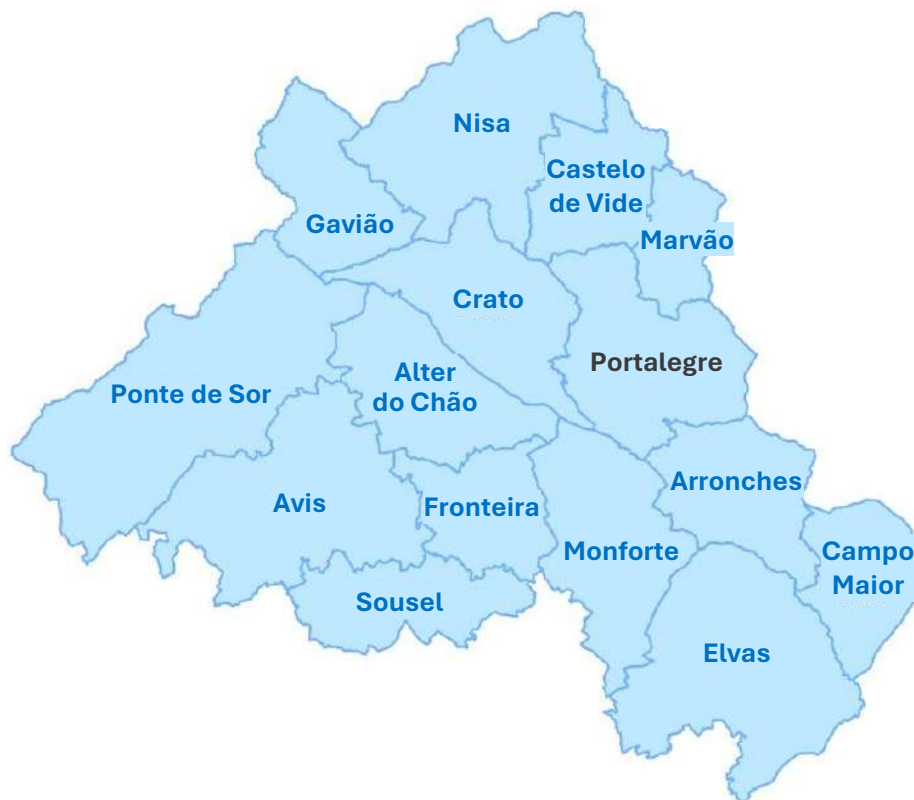 Nisa
Castelo
de Vide
Gavião
Marvão
Crato
Portalegre
Alter
do Chão
Ponte de Sor
Arronches
Avis
Fronteira
Monforte
Campo
Maior
Sousel
Elvas